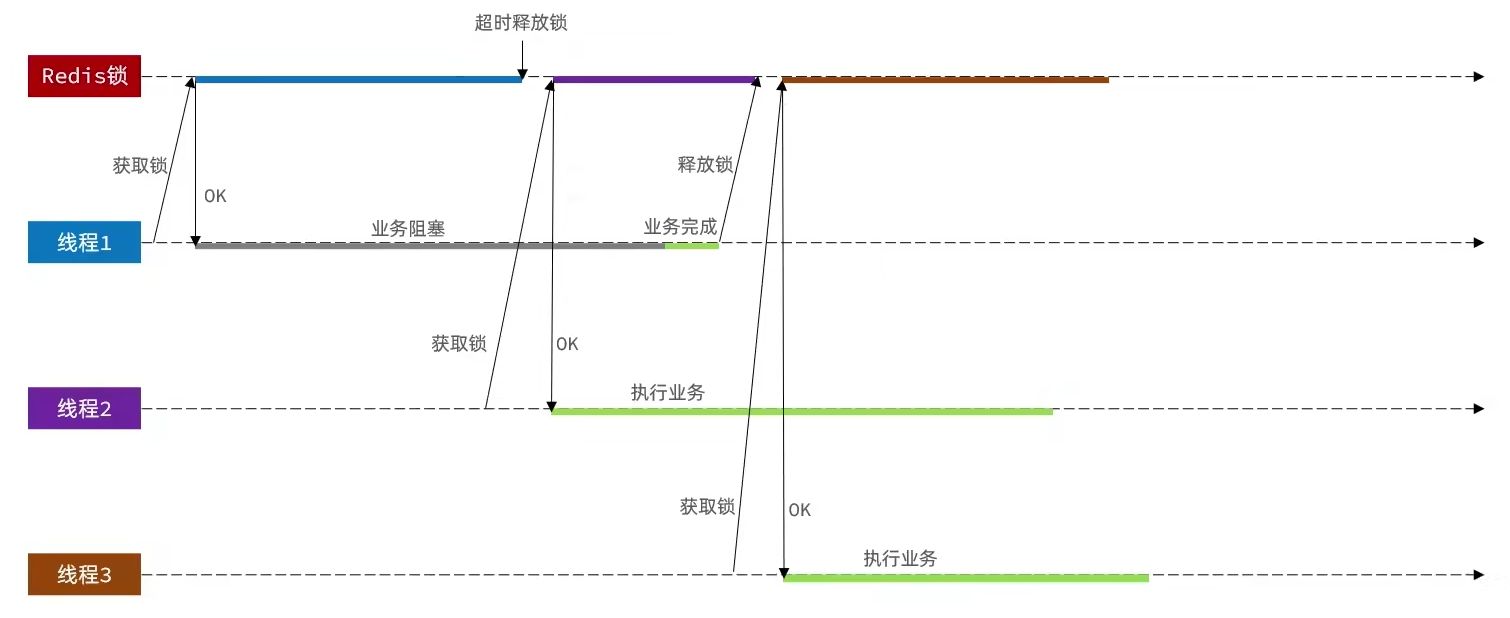 超时释放锁
Redis锁
获取锁
释放锁
OK
线程1
业务阻塞
业务完成
获取锁
OK
线程2
执行业务
获取锁
OK
线程3
执行业务